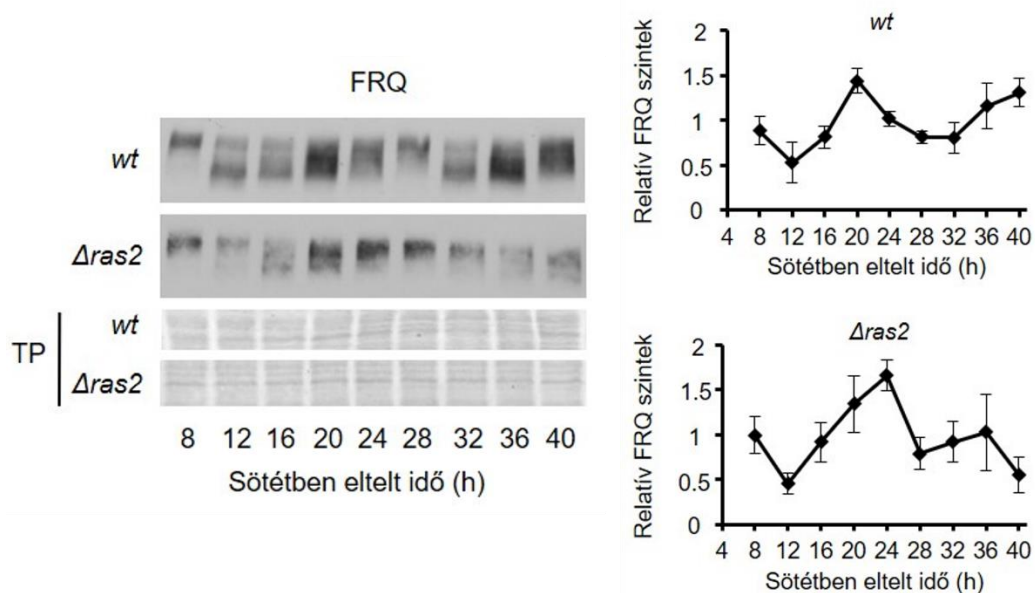 FRQ
wt
Δras2
TP
wt
Δras2
8 12 16 20 24 28 32 36 40
Sötétben eltelt idő (h)
wt
Relatív FRQ szintek
2
1.5
1
0.5
0
4 8 12 16 20 24 28 32 36 40
Sötétben eltelt idő (h)
Δras2
Relatív FRQ szintek
2
1.5
1
0.5
0
4 8 12 16 20 24 28 32 36 40
Sötétben eltelt idő (h)